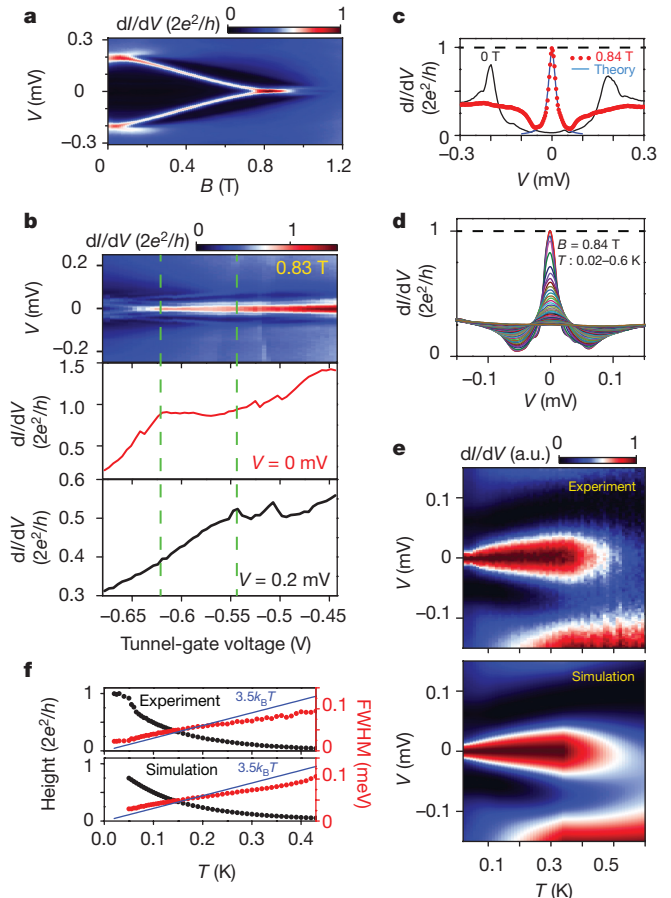 a
dI/dV (2e²/h)
0
1
0.3
0
−0.3
V (mV)
0.4
0.8
1.2
B (T)
b
dI/dV (2e²/h)
0
1
0.83 T
0.2
0
−0.2
V (mV)
1.5
1.0
0.5
dI/dV
(2e²/h)
V = 0 mV
0.6
0.5
0.4
0.3
dI/dV
(2e²/h)
V = 0.2 mV
−0.65
−0.6
−0.55
−0.5
−0.45
Tunnel-gate voltage (V)
c
1
0
dI/dV
(2e²/h)
0 T
0.84 T
Theory
−0.3
0
0.3
V (mV)
d
1
0
dI/dV
(2e²/h)
B = 0.84 T
T : 0.02–0.6 K
−0.1
0
0.1
V (mV)
e
dI/dV (a.u.)
0
1
Experiment
0.1
0
−0.1
V (mV)
Simulation
0.1
0
−0.1
V (mV)
0.1
0.3
0.5
T (K)
f
Experiment
3.5kBT
1
0
0.1
0
Simulation
3.5kBT
1
0
0.1
0
Height (2e²/h)
FWHM (meV)
0.0
0.1
0.2
0.3
0.4
T (K)